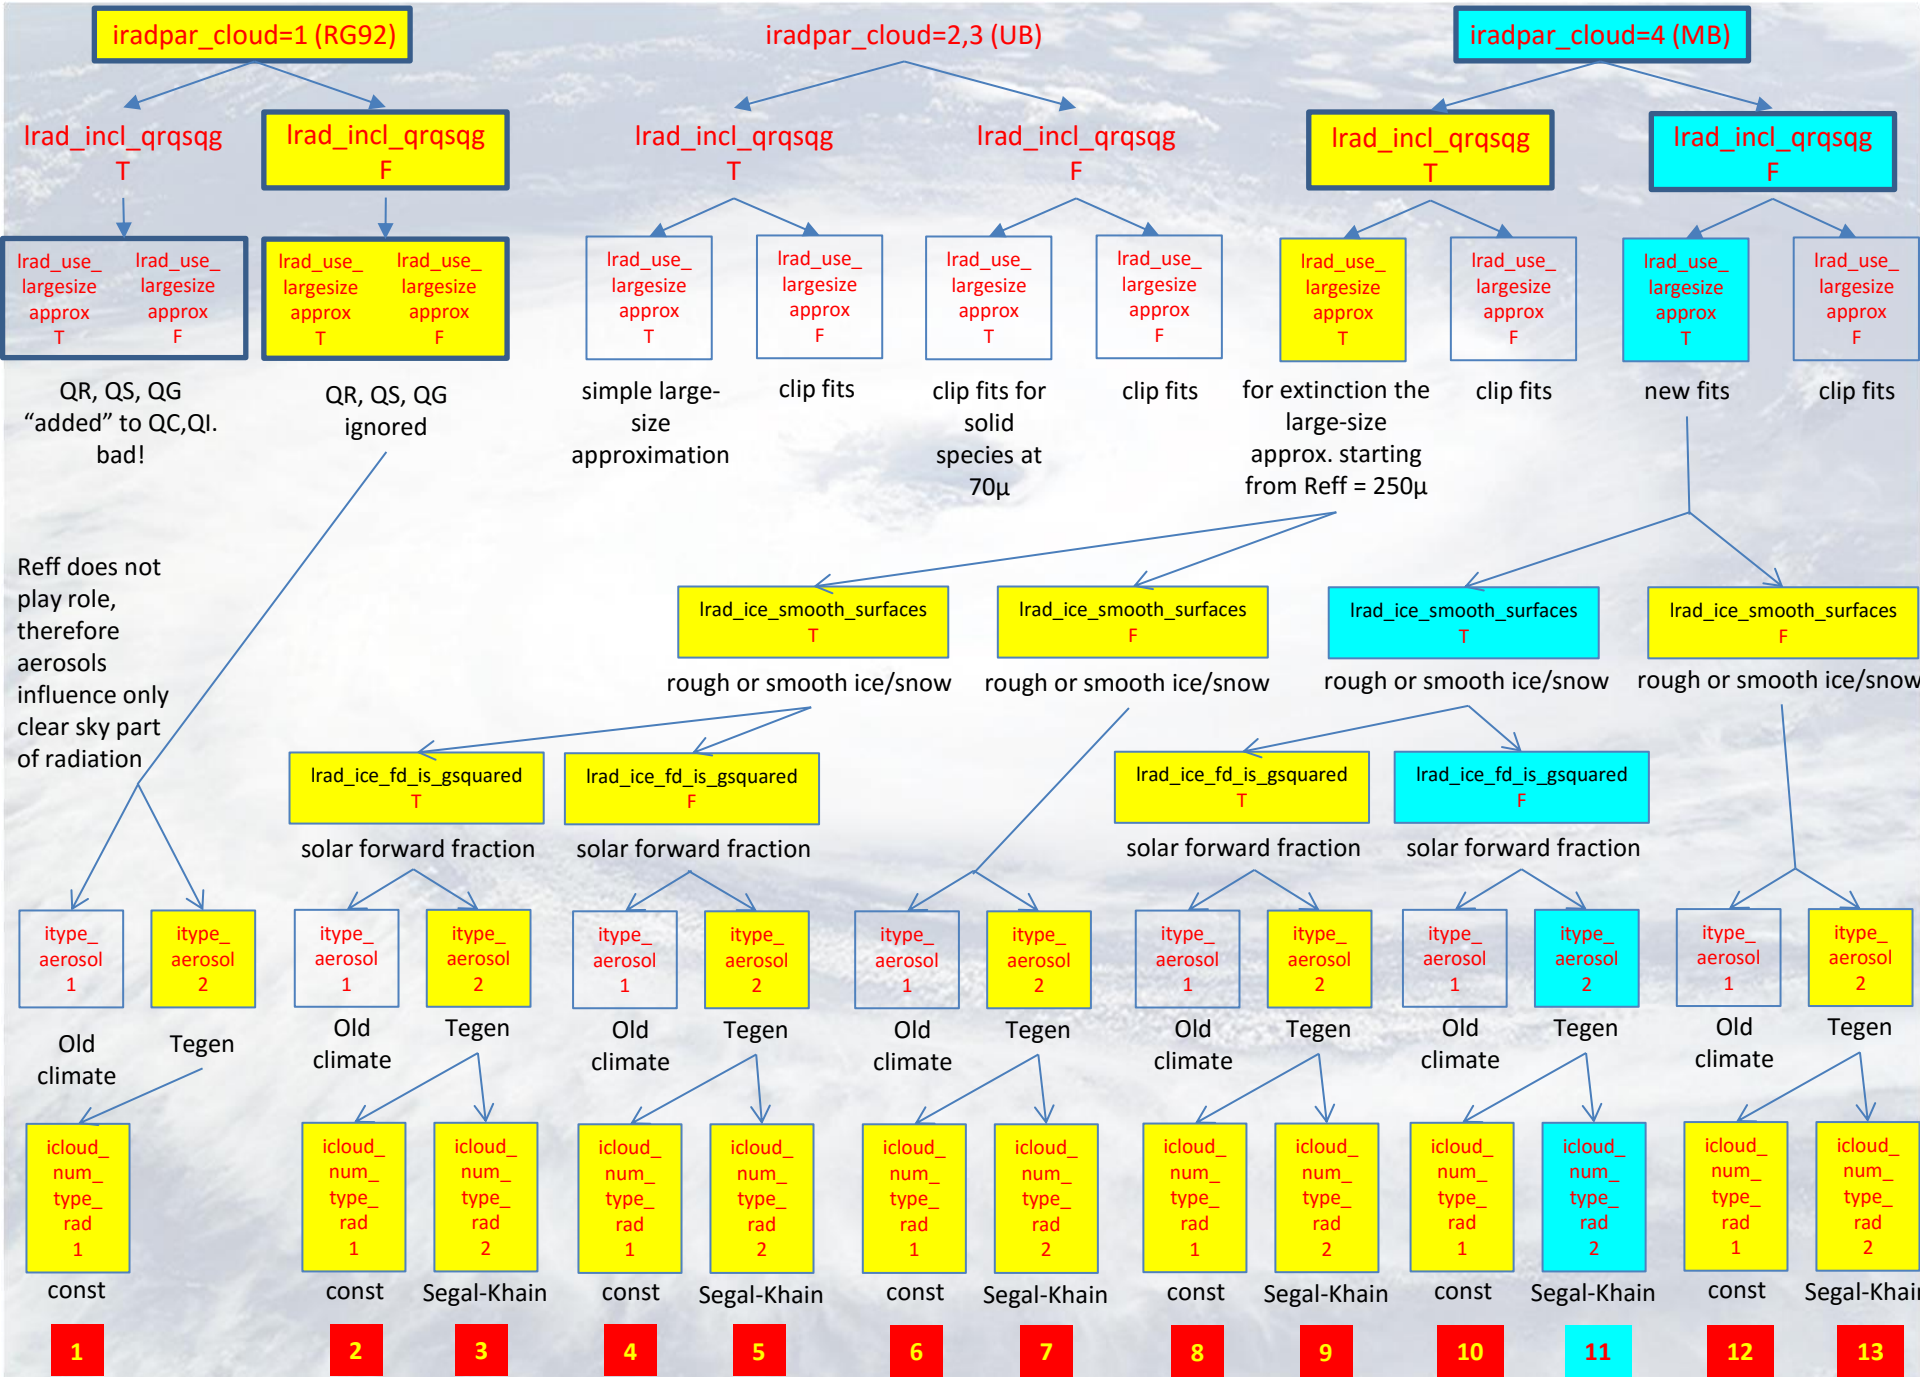 iradpar_cloud=1 (RG92)
iradpar_cloud=2,3 (UB)
iradpar_cloud=4 (MB)
lrad_incl_qrqsqg
T
lrad_incl_qrqsqg
F
lrad_incl_qrqsqg
T
lrad_incl_qrqsqg
F
lrad_incl_qrqsqg
T
lrad_incl_qrqsqg
F
lrad_use_
largesize
approx
T
lrad_use_
largesize
approx
F
lrad_use_
largesize
approx
T
lrad_use_
largesize
approx
F
lrad_use_
largesize
approx
T
lrad_use_
largesize
approx
F
lrad_use_
largesize
approx
T
lrad_use_
largesize
approx
F
lrad_use_
largesize
approx
T
lrad_use_
largesize
approx
F
lrad_use_
largesize
approx
T
lrad_use_
largesize
approx
F
QR, QS, QG
“added” to QC,QI.
bad!
QR, QS, QG
ignored
simple large-
size
approximation
clip fits
clip fits for
solid
species at
70µ
clip fits
for extinction the
large-size
approx. starting
from Reff = 250µ
clip fits
new fits
clip fits
Reff does not
play role,
therefore
aerosols
influence only
clear sky part
of radiation
lrad_ice_smooth_surfaces
T
lrad_ice_smooth_surfaces
F
lrad_ice_smooth_surfaces
T
lrad_ice_smooth_surfaces
F
rough or smooth ice/snow
rough or smooth ice/snow
rough or smooth ice/snow
rough or smooth ice/snow
lrad_ice_fd_is_gsquared
T
lrad_ice_fd_is_gsquared
F
lrad_ice_fd_is_gsquared
T
lrad_ice_fd_is_gsquared
F
solar forward fraction
solar forward fraction
solar forward fraction
solar forward fraction
itype_
aerosol
1
itype_
aerosol
2
itype_
aerosol
1
itype_
aerosol
2
itype_
aerosol
1
itype_
aerosol
2
itype_
aerosol
1
itype_
aerosol
2
itype_
aerosol
1
itype_
aerosol
2
itype_
aerosol
1
itype_
aerosol
2
itype_
aerosol
1
itype_
aerosol
2
Old
climate
Tegen
Old
climate
Tegen
Old
climate
Tegen
Old
climate
Tegen
Old
climate
Tegen
Old
climate
Tegen
Old
climate
Tegen
icloud_
num_
type_
rad
1
icloud_
num_
type_
rad
1
icloud_
num_
type_
rad
2
icloud_
num_
type_
rad
1
icloud_
num_
type_
rad
2
icloud_
num_
type_
rad
1
icloud_
num_
type_
rad
2
icloud_
num_
type_
rad
1
icloud_
num_
type_
rad
2
icloud_
num_
type_
rad
1
icloud_
num_
type_
rad
2
icloud_
num_
type_
rad
1
icloud_
num_
type_
rad
2
const
const
Segal-Khain
const
Segal-Khain
const
Segal-Khain
const
Segal-Khain
const
Segal-Khain
const
Segal-Khain
1
2
3
4
5
6
7
8
9
10
11
12
13